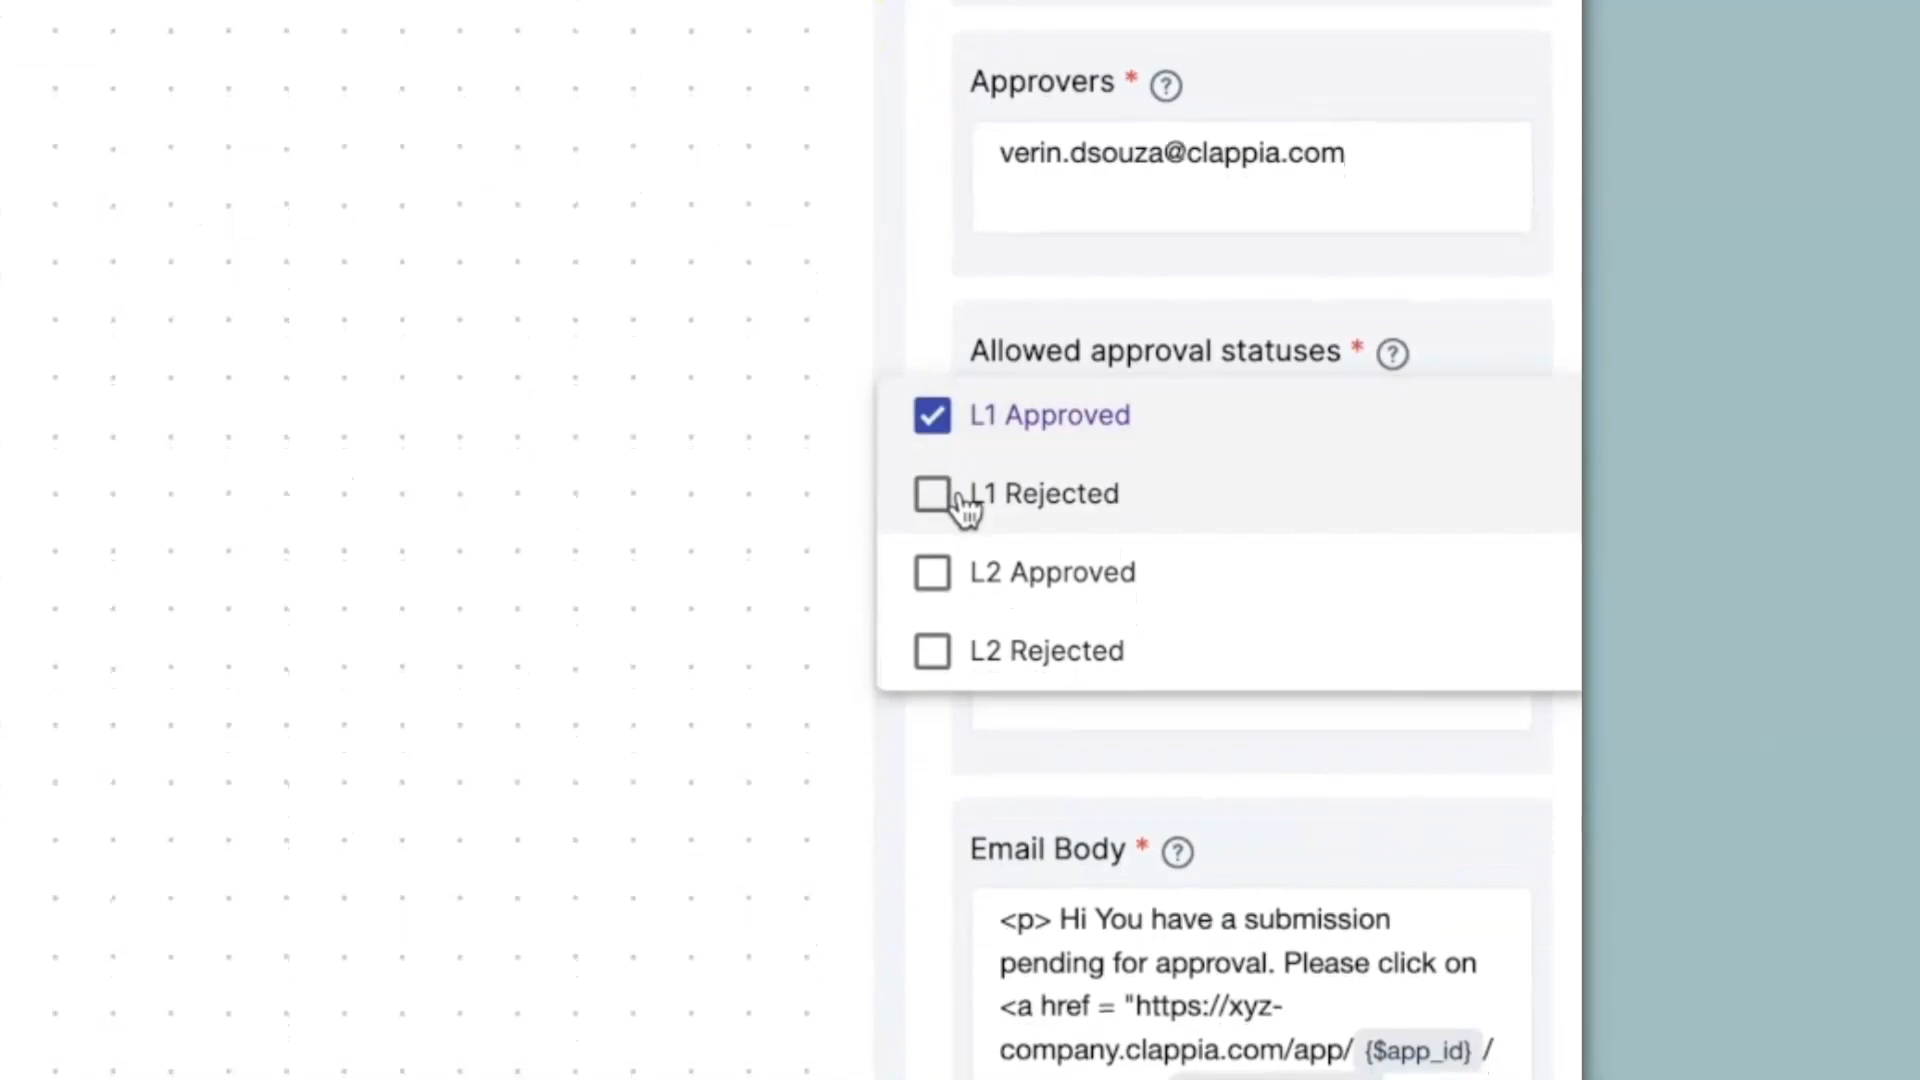 Approvers *
verin.dsouza@clappia.com
Allowed approval statuses *
L1 Approved
L1 Rejected
L2 Approved
L2 Rejected
Email Body *
<p> Hi You have a submission
pending for approval. Please click on
<a href = "https://xyz-
company.clappia.com/app/ {$app_id} /